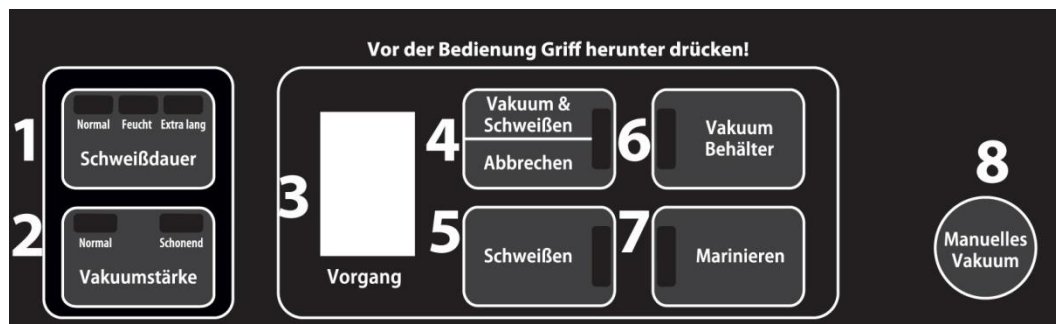 Vor der Bedienung Griff herunter drücken!
1
Normal Feucht Extra lang
Schweißdauer
2
Normal Schonend
Vakuumstärke
3
Vorgang
4
Vakuum &
Schweißen
Abbrechen
5
Schweißen
6
Vakuum
Behälter
7
Marinieren
8
Manuelles
Vakuum